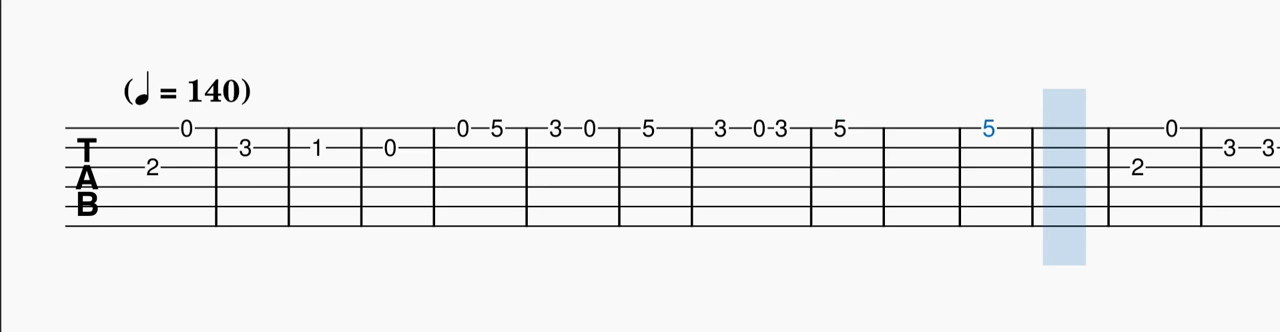 (♩ = 140)
0 0 5 3 0 5 3 0 3 5 5 0
T 3 1 0 3 3
2 2
A
B